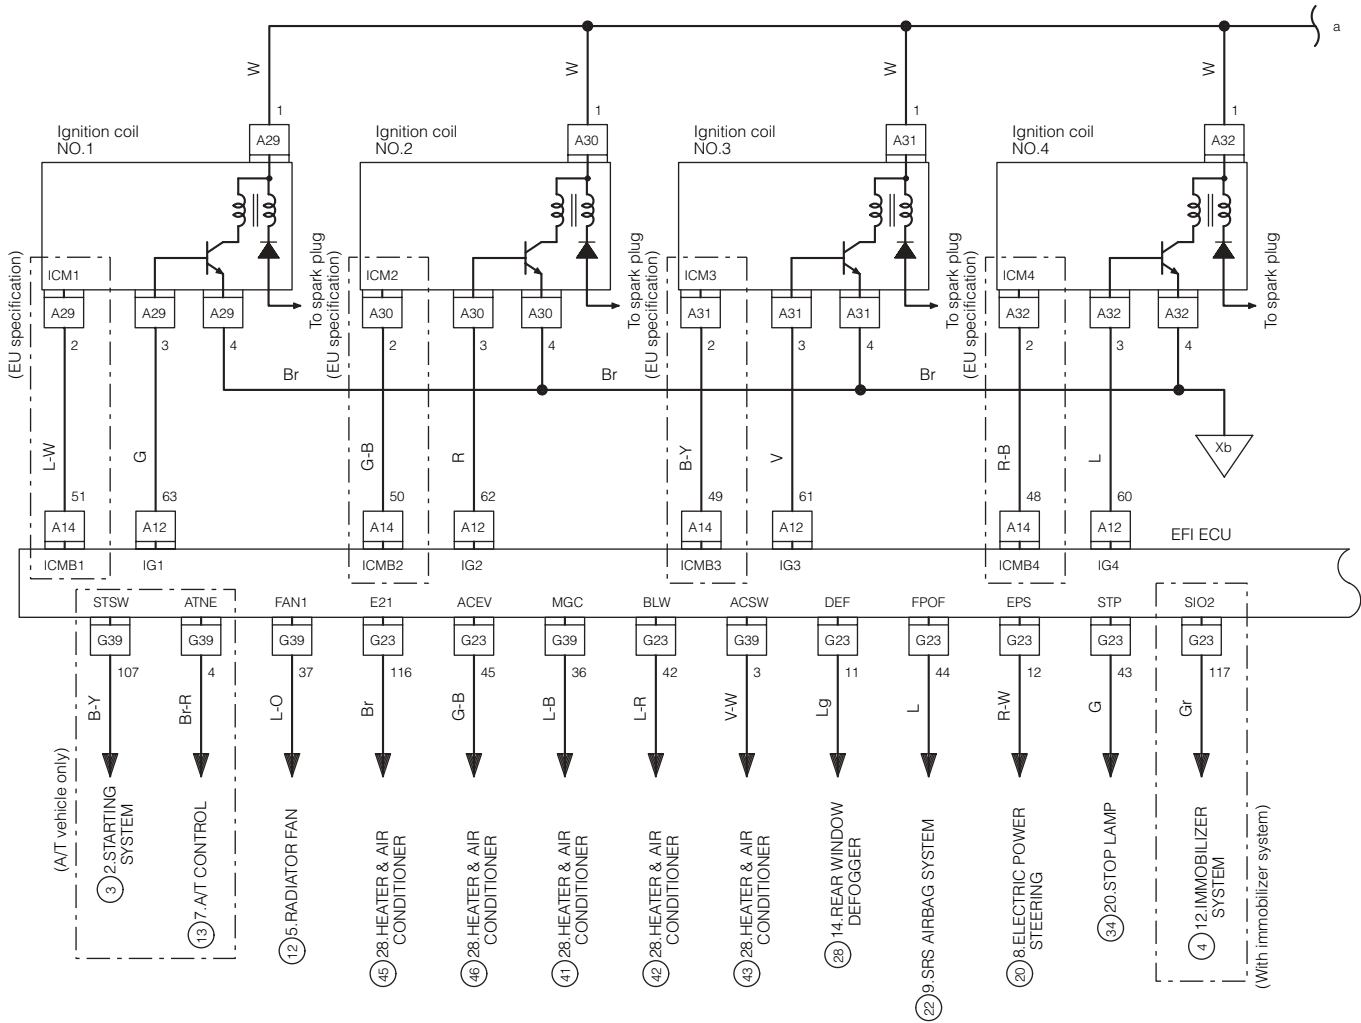 a
W
W
W
W
1
1
1
1
Ignition coil
NO.1
A29
Ignition coil
NO.2
A30
Ignition coil
NO.3
A31
Ignition coil
NO.4
A32
(EU specification)
ICM1
To spark plug
(EU specification)
ICM2
To spark plug
(EU specification)
ICM3
To spark plug
(EU specification)
ICM4
To spark plug
A29
A29
A29
A30
A30
A30
A31
A31
A31
A32
A32
A32
2
3
4
2
3
4
2
3
4
2
3
4
Br
Br
Br
L-W
G
G-B
R
B-Y
V
R-B
L
Xb
51
63
50
62
49
61
48
60
A14
A12
A14
A12
A14
A12
A14
A12
EFI ECU
ICMB1
IG1
ICMB2
IG2
ICMB3
IG3
ICMB4
IG4
STSW
ATNE
FAN1
E21
ACEV
MGC
BLW
ACSW
DEF
FPOF
EPS
STP
SIO2
G39
G39
G39
G23
G23
G39
G23
G39
G23
G23
G23
G23
G23
107
4
37
116
45
36
42
3
11
44
12
43
117
B-Y
Br-R
L-O
Br
G-B
L-B
L-R
V-W
Lg
L
R-W
G
Gr
(A/T vehicle only)
3 2.STARTING
SYSTEM
13 7.A/T CONTROL
12 5.RADIATOR FAN
45 28.HEATER & AIR
CONDITIONER
46 28.HEATER & AIR
CONDITIONER
41 28.HEATER & AIR
CONDITIONER
42 28.HEATER & AIR
CONDITIONER
43 28.HEATER & AIR
CONDITIONER
28 14.REAR WINDOW
DEFOGGER
22 9.SRS AIRBAG SYSTEM
20 8.ELECTRIC POWER
STEERING
34 20.STOP LAMP
4 12.IMMOBILIZER
SYSTEM
(With immobilizer system)